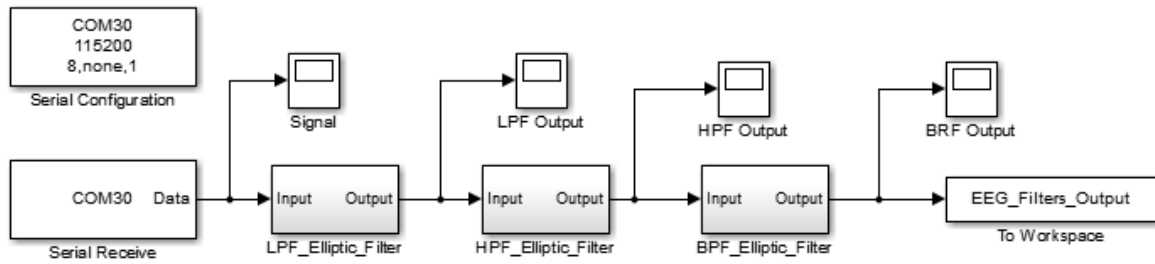 COM30
115200
8,none,1
Serial Configuration
Signal
LPF Output
HPF Output
BRF Output
COM30 Data
Input Output
Input Output
Input Output
EEG_Filters_Output
Serial Receive
LPF_Elliptic_Filter
HPF_Elliptic_Filter
BPF_Elliptic_Filter
To Workspace